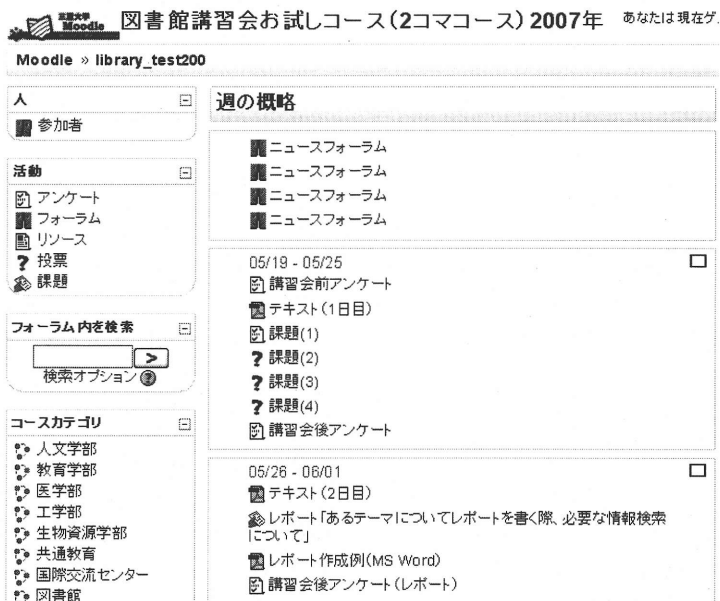 三重大学
Moodle
図書館講習会お試しコース(2コマコース) 2007年
あなたは現在ゲ
Moodle » library_test200
人
参加者
活動
アンケート
フォーラム
リソース
投票
課題
フォーラム内を検索
検索オプション
コースカテゴリ
人文学部
教育学部
医学部
工学部
生物資源学部
共通教育
国際交流センター
図書館
週の概略
ニュースフォーラム
ニュースフォーラム
ニュースフォーラム
ニュースフォーラム
05/19 - 05/25
講習会前アンケート
テキスト(1日目)
課題(1)
課題(2)
課題(3)
課題(4)
講習会後アンケート
05/26 - 06/01
テキスト(2日目)
レポート「あるテーマについてレポートを書く際、必要な情報検索
について」
レポート作成例(MS Word)
講習会後アンケート(レポート)